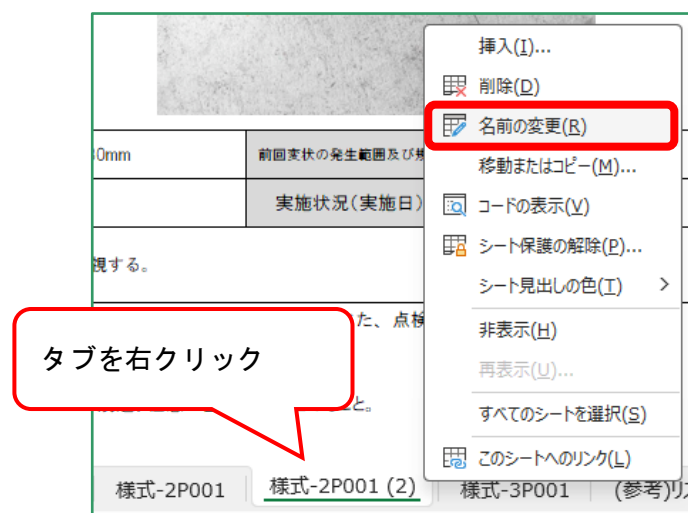 挿入(I)...
削除(D)
名前の変更(R)
0mm
前回変状の発生範囲及び
移動またはコピー(M)...
実施状況(実施日)
コードの表示(V)
シート保護の解除(P)...
視する。
シート見出しの色(T)
た、点検
非表示(H)
タブを右クリック
再表示(U)...
こと。
すべてのシートを選択(S)
このシートへのリンク(L)
様式-2P001
様式-2P001 (2)
様式-3P001
(参考)リス